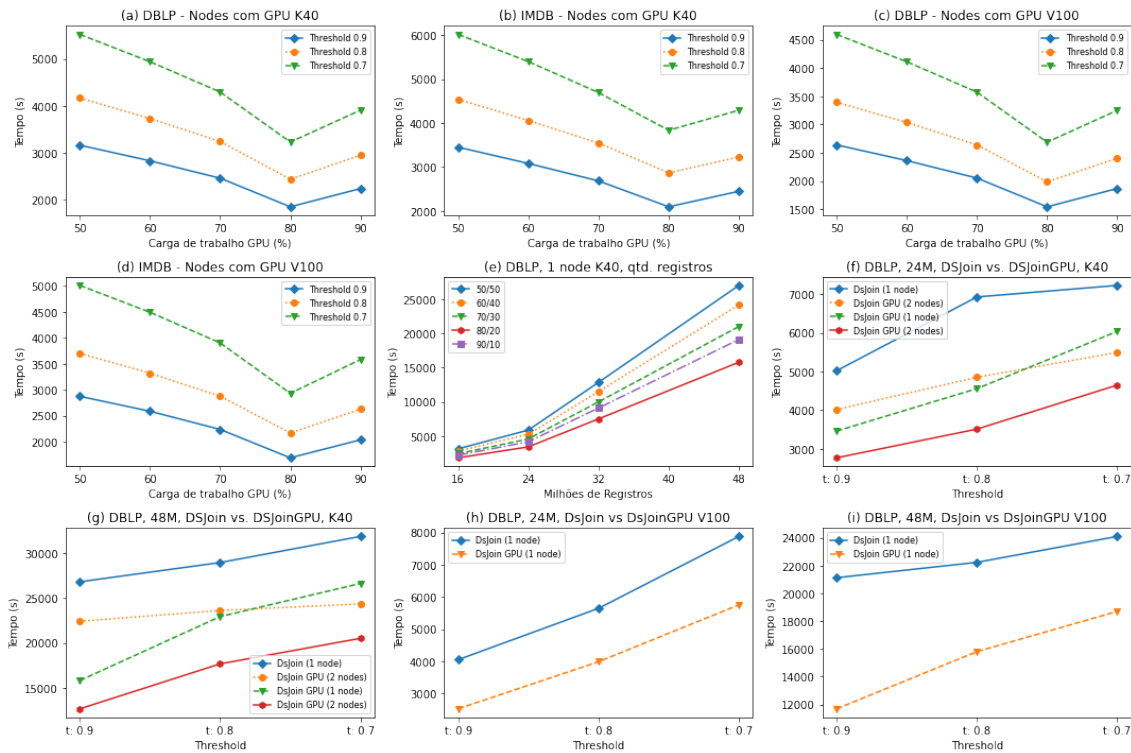 (a) DBLP - Nodes com GPU K40
Tempo (s)
5000
4000
3000
2000
Threshold 0.9
Threshold 0.8
Threshold 0.7
50 60 70 80 90
Carga de trabalho GPU (%)
(b) IMDB - Nodes com GPU K40
Tempo (s)
6000
5000
4000
3000
2000
Threshold 0.9
Threshold 0.8
Threshold 0.7
50 60 70 80 90
Carga de trabalho GPU (%)
(c) DBLP - Nodes com GPU V100
Tempo (s)
4500
4000
3500
3000
2500
2000
1500
Threshold 0.9
Threshold 0.8
Threshold 0.7
50 60 70 80 90
Carga de trabalho GPU (%)
(d) IMDB - Nodes com GPU V100
Tempo (s)
5000
4500
4000
3500
3000
2500
2000
Threshold 0.9
Threshold 0.8
Threshold 0.7
50 60 70 80 90
Carga de trabalho GPU (%)
(e) DBLP, 1 node K40, qtd. registros
Tempo (s)
25000
20000
15000
10000
5000
50/50
60/40
70/30
80/20
90/10
16 24 32 40 48
Milhões de Registros
(f) DBLP, 24M, DSJoin vs. DSJoinGPU, K40
Tempo (s)
7000
6000
5000
4000
3000
DsJoin (1 node)
DsJoin GPU (2 nodes)
DsJoin GPU (1 node)
DsJoin GPU (2 nodes)
t: 0.9 t: 0.8 t: 0.7
Threshold
(g) DBLP, 48M, DSJoin vs. DSJoinGPU, K40
Tempo (s)
30000
25000
20000
15000
DsJoin (1 node)
DsJoin GPU (2 nodes)
DsJoin GPU (1 node)
DsJoin GPU (2 nodes)
t: 0.9 t: 0.8 t: 0.7
Threshold
(h) DBLP, 24M, DsJoin vs DsJoinGPU V100
Tempo (s)
8000
7000
6000
5000
4000
3000
DsJoin (1 node)
DsJoin GPU (1 node)
t: 0.9 t: 0.8 t: 0.7
Threshold
(i) DBLP, 48M, DsJoin vs DsJoinGPU V100
Tempo (s)
24000
22000
20000
18000
16000
14000
12000
DsJoin (1 node)
DsJoin GPU (1 node)
t: 0.9 t: 0.8 t: 0.7
Threshold